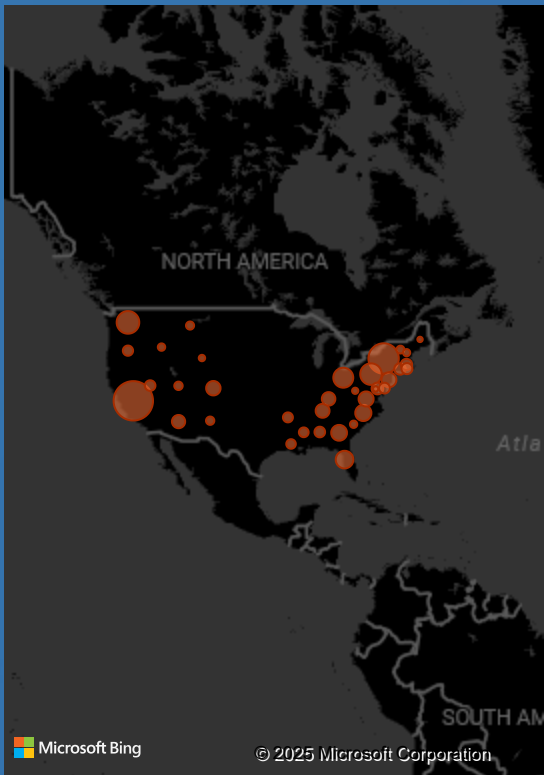 NORTH AMERICA
Atla
SOUTH AM
Microsoft Bing
© 2025 Microsoft Corporation